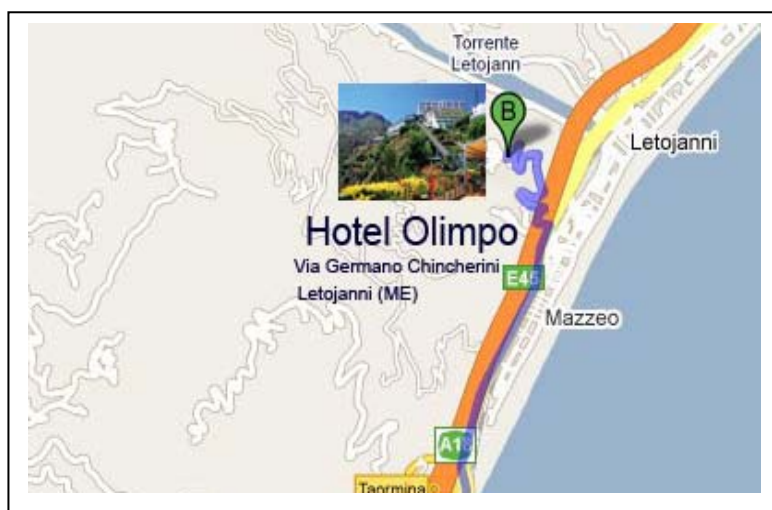 Torrente
Letojann
B
Letojanni
Hotel Olimpo
Via Germano Chincherini
Letojanni (ME)
E45
Mazzeo
Taormina